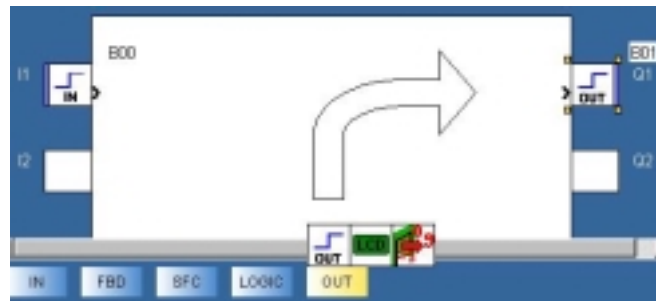 B00
B01
I1
Q1
IN
OUT
I2
Q2
OUT
LCD
IN
FBD
SFC
LOGIC
OUT